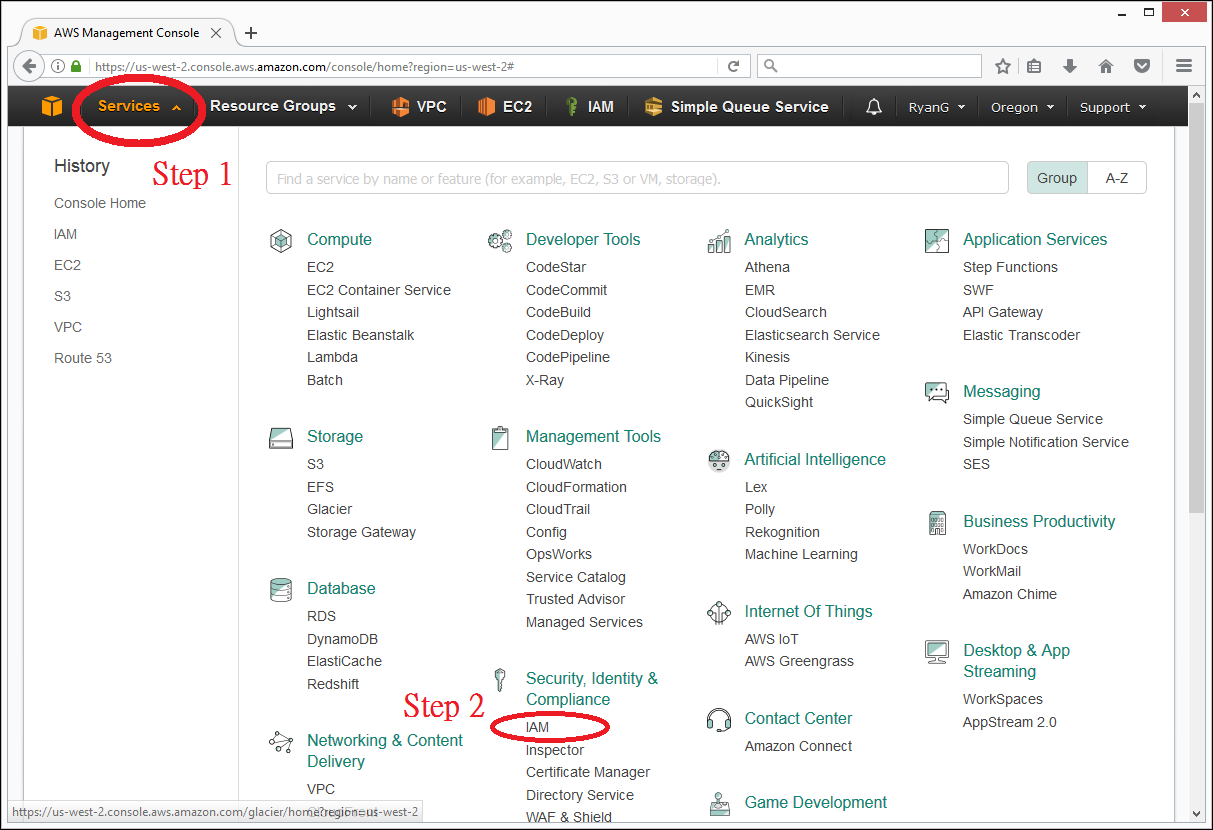 AWS Management Console
https://us-west-2.console.aws.amazon.com/console/home?region=us-west-2#
Services Resource Groups VPC EC2 IAM Simple Queue Service RyanG Oregon Support
Step 1
History
Console Home
IAM
EC2
S3
VPC
Route 53
Find a service by name or feature (for example, EC2, S3 or VM, storage).
Group A-Z
Compute
EC2
EC2 Container Service
Lightsail
Elastic Beanstalk
Lambda
Batch
Storage
S3
EFS
Glacier
Storage Gateway
Database
RDS
DynamoDB
ElastiCache
Redshift
Networking & Content
Delivery
VPC
Developer Tools
CodeStar
CodeCommit
CodeBuild
CodeDeploy
CodePipeline
X-Ray
Management Tools
CloudWatch
CloudFormation
CloudTrail
Config
OpsWorks
Service Catalog
Trusted Advisor
Managed Services
Security, Identity &
Compliance
Step 2
IAM
Inspector
Certificate Manager
Directory Service
WAF & Shield
Analytics
Athena
EMR
CloudSearch
Elasticsearch Service
Kinesis
Data Pipeline
QuickSight
Artificial Intelligence
Lex
Polly
Rekognition
Machine Learning
Internet Of Things
AWS IoT
AWS Greengrass
Contact Center
Amazon Connect
Game Development
Application Services
Step Functions
SWF
API Gateway
Elastic Transcoder
Messaging
Simple Queue Service
Simple Notification Service
SES
Business Productivity
WorkDocs
WorkMail
Amazon Chime
Desktop & App
Streaming
WorkSpaces
AppStream 2.0
https://us-west-2.console.aws.amazon.com/glacier/home?region=us-west-2